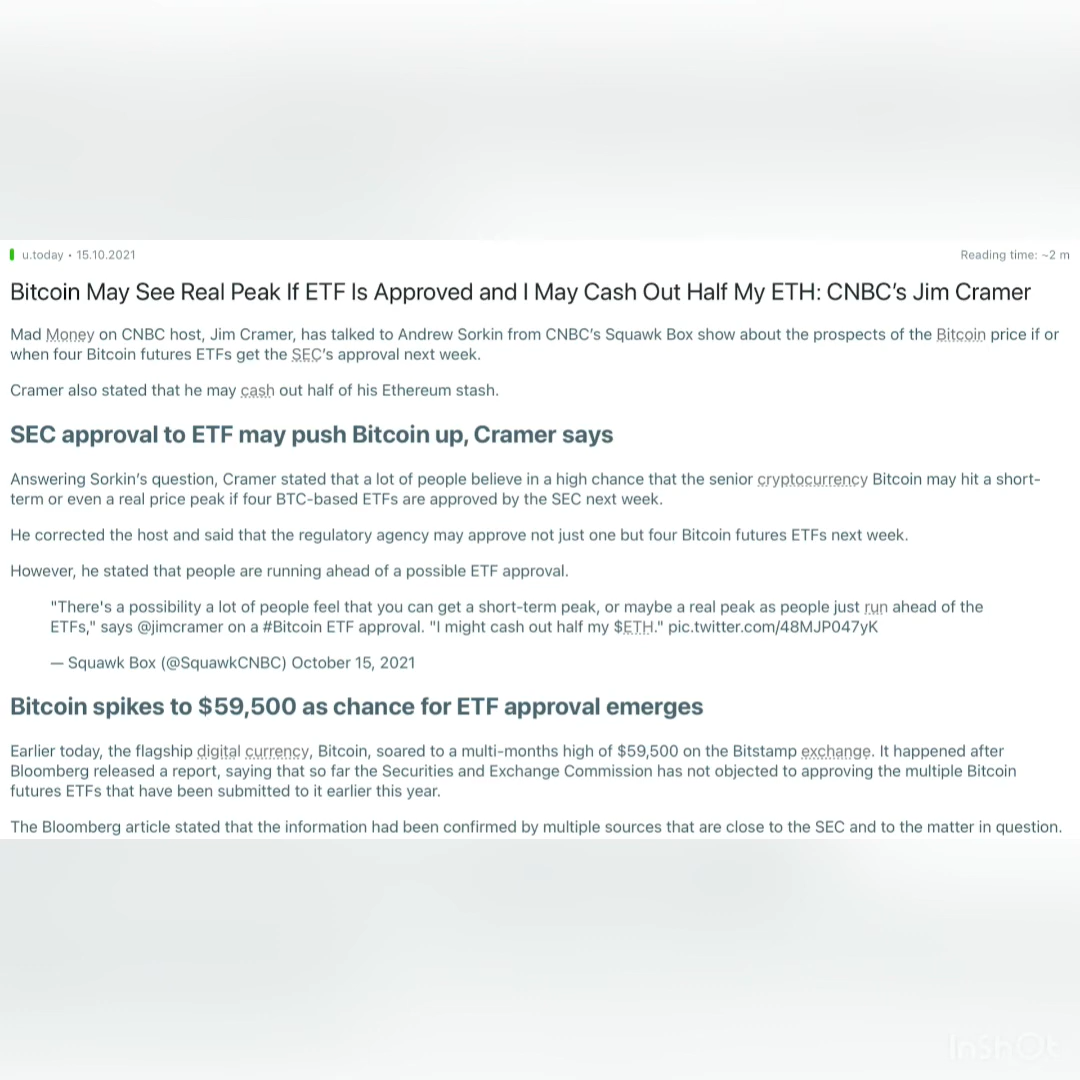 u.today • 15.10.2021
Reading time: ~2 m
Bitcoin May See Real Peak If ETF Is Approved and I May Cash Out Half My ETH: CNBC’s Jim Cramer
Mad Money on CNBC host, Jim Cramer, has talked to Andrew Sorkin from CNBC’s Squawk Box show about the prospects of the Bitcoin price if or
when four Bitcoin futures ETFs get the SEC’s approval next week.
Cramer also stated that he may cash out half of his Ethereum stash.
SEC approval to ETF may push Bitcoin up, Cramer says
Answering Sorkin’s question, Cramer stated that a lot of people believe in a high chance that the senior cryptocurrency Bitcoin may hit a short-
term or even a real price peak if four BTC-based ETFs are approved by the SEC next week.
He corrected the host and said that the regulatory agency may approve not just one but four Bitcoin futures ETFs next week.
However, he stated that people are running ahead of a possible ETF approval.
"There's a possibility a lot of people feel that you can get a short-term peak, or maybe a real peak as people just run ahead of the
ETFs," says @jimcramer on a #Bitcoin ETF approval. "I might cash out half my $ETH." pic.twitter.com/48MJP047yK
— Squawk Box (@SquawkCNBC) October 15, 2021
Bitcoin spikes to $59,500 as chance for ETF approval emerges
Earlier today, the flagship digital currency, Bitcoin, soared to a multi-months high of $59,500 on the Bitstamp exchange. It happened after
Bloomberg released a report, saying that so far the Securities and Exchange Commission has not objected to approving the multiple Bitcoin
futures ETFs that have been submitted to it earlier this year.
The Bloomberg article stated that the information had been confirmed by multiple sources that are close to the SEC and to the matter in question.
InShOt